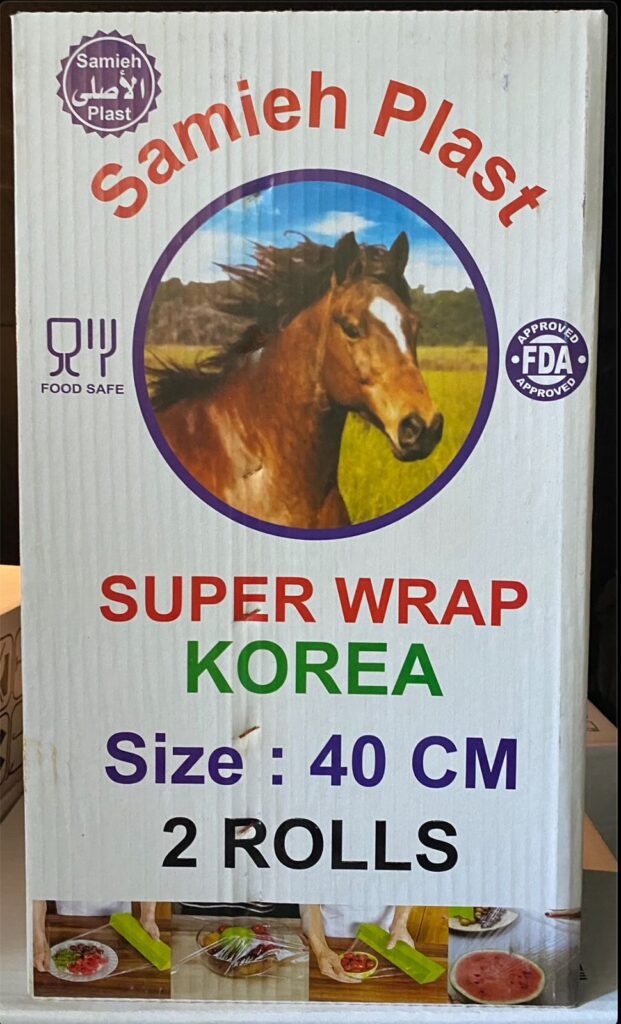 Samieh
الأصلي
Plast
Samieh Plast
FOOD SAFE
APPROVED
FDA
APPROVED
SUPER WRAP
KOREA
Size : 40 CM
2 ROLLS